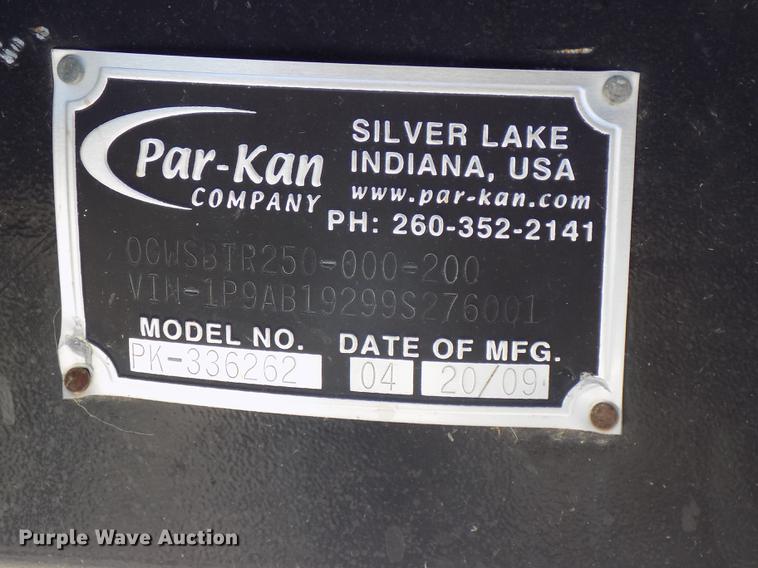 Par-Kan
COMPANY
SILVER LAKE
INDIANA, USA
www.par-kan.com
PH: 260-352-2141
OCWSBTR250-000-200
VIN-1P9AB19299S276001
MODEL NO. DATE OF MFG.
PK-336262 04 20/09
Purple Wave Auction